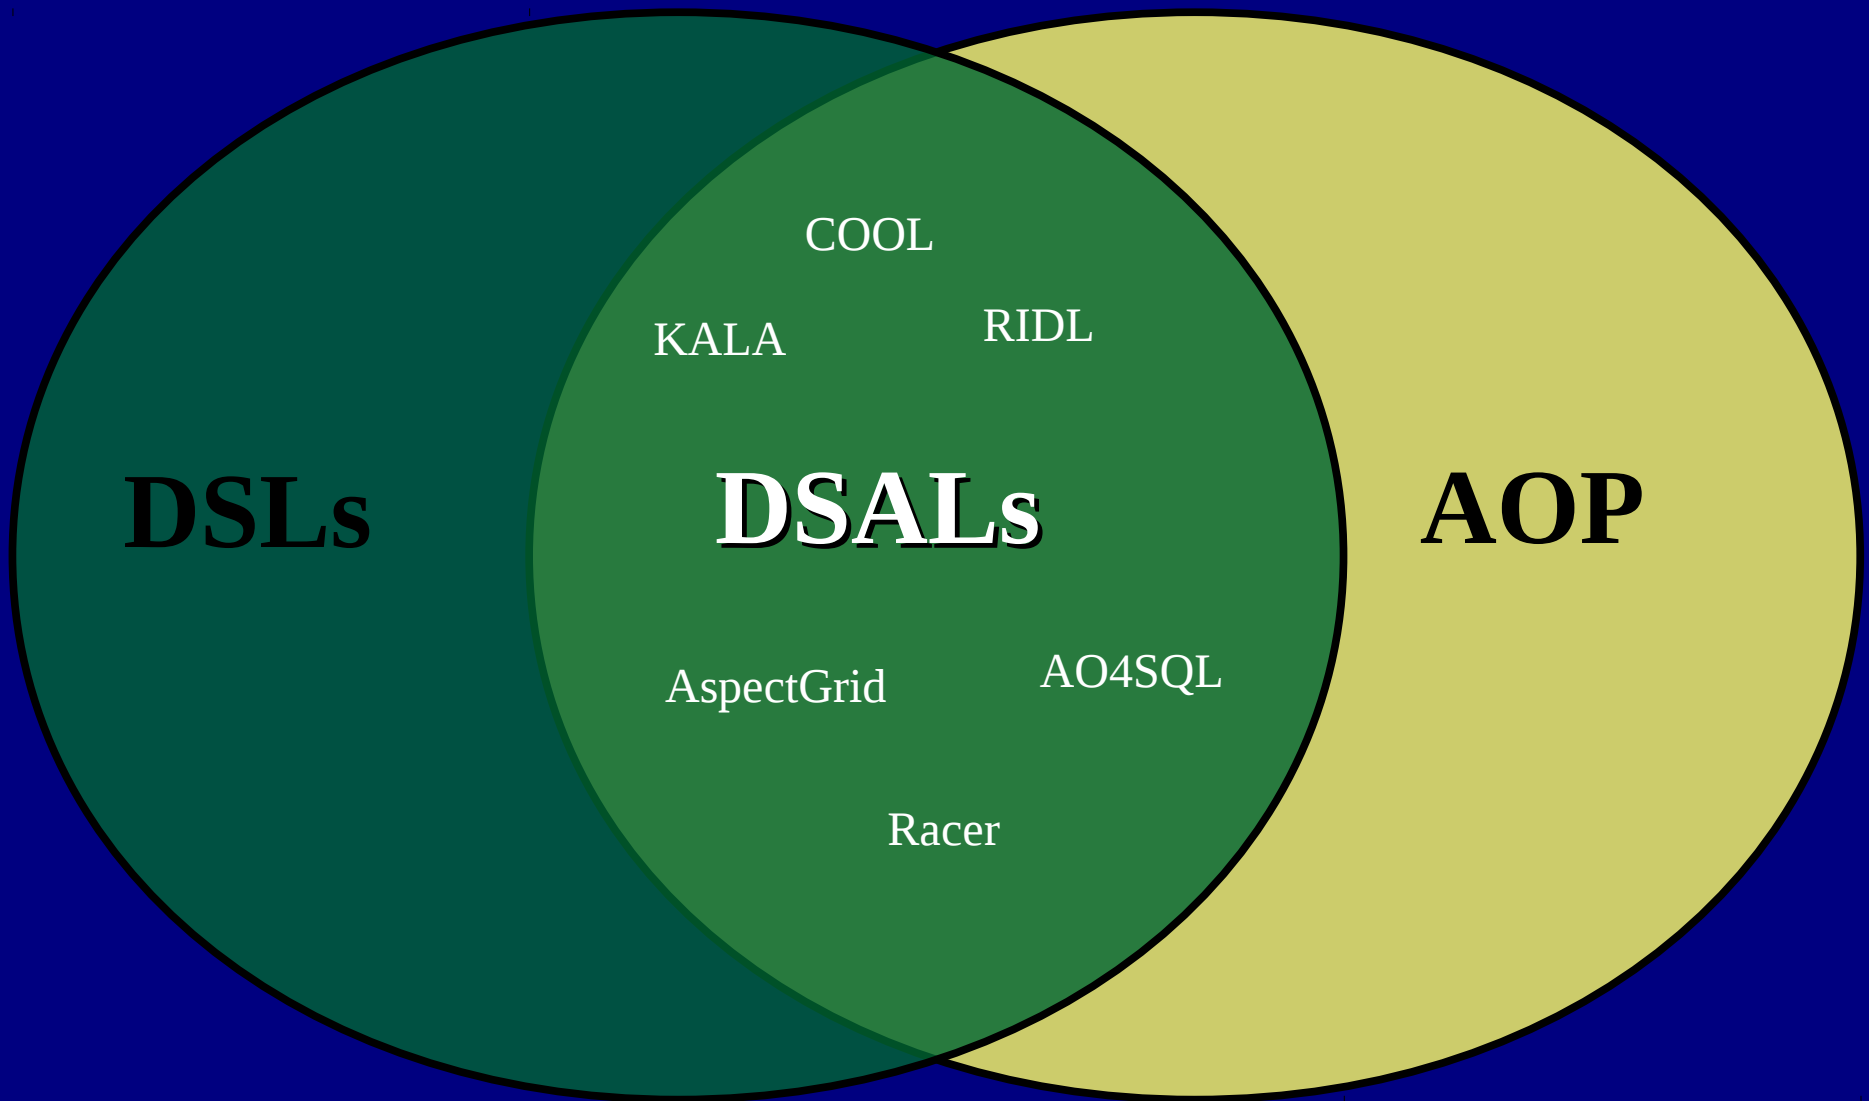 COOL
KALA
RIDL
DSLs
DSALs
AOP
AspectGrid
AO4SQL
Racer